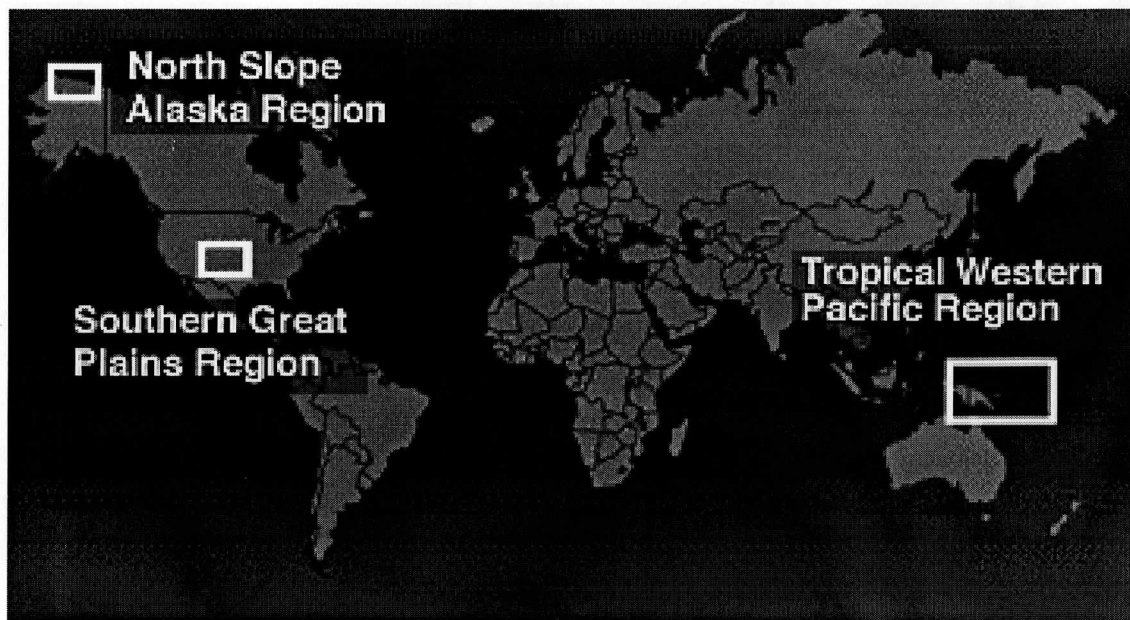 North Slope
Alaska Region
Southern Great
Plains Region
Tropical Western
Pacific Region